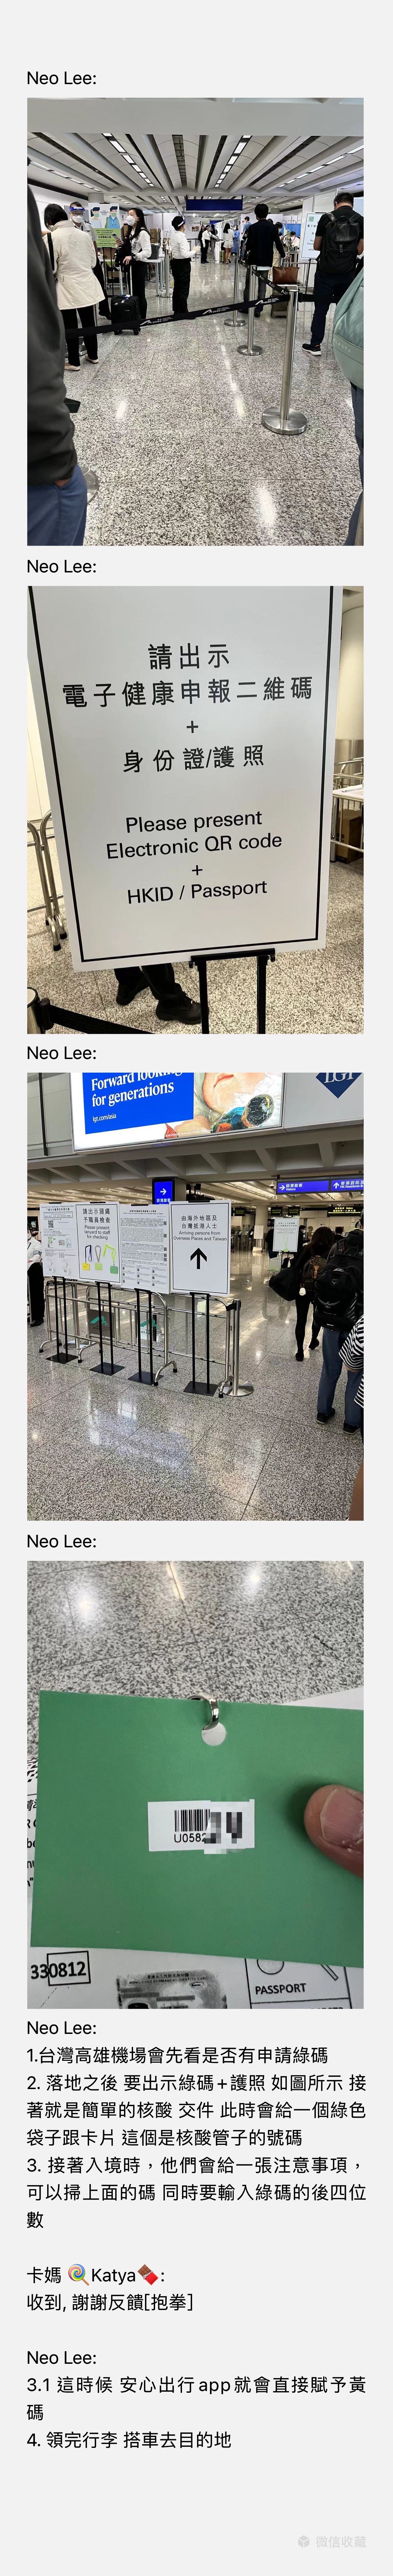 Neo Lee:
Neo Lee:
請出示
電子健康申報二維碼
+
身份證/護照
Please present
Electronic QR code
+
HKID / Passport
Neo Lee:
Forward looking
for generations
lgt.com/asia
LGT
請出示頸繩
予職員檢查
Please present
lanyard to staff
for checking
由海外地區及
台灣抵港人士
Arriving persons from
Overseas Places and Taiwan
Neo Lee:
U058
330812
PASSPORT
Neo Lee:
1.台灣高雄機場會先看是否有申請綠碼
2. 落地之後 要出示綠碼+護照 如圖所示 接
著就是簡單的核酸 交件 此時會給一個綠色
袋子跟卡片 這個是核酸管子的號碼
3. 接著入境時，他們會給一張注意事項，
可以掃上面的碼 同時要輸入綠碼的後四位
數
卡媽 🍭Katya🍫:
收到, 謝謝反饋[抱拳]
Neo Lee:
3.1 這時候 安心出行app就會直接賦予黃
碼
4. 領完行李 搭車去目的地
微信收藏